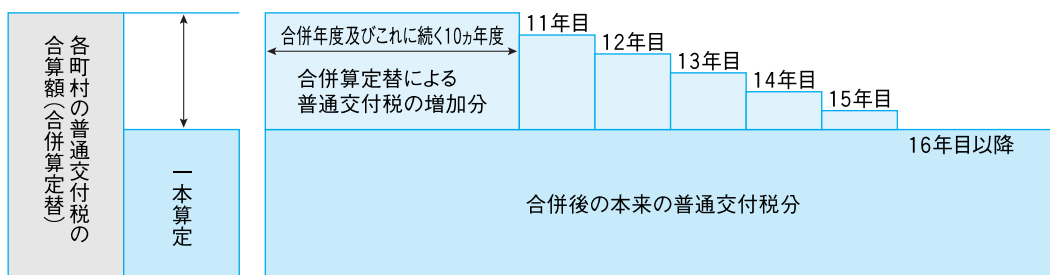 各町村の普通交付税の
合算額(合併算定替)
一本算定
合併年度及びこれに続く10ヵ年度
合併算定替による
普通交付税の増加分
11年目
12年目
13年目
14年目
15年目
16年目以降
合併後の本来の普通交付税分